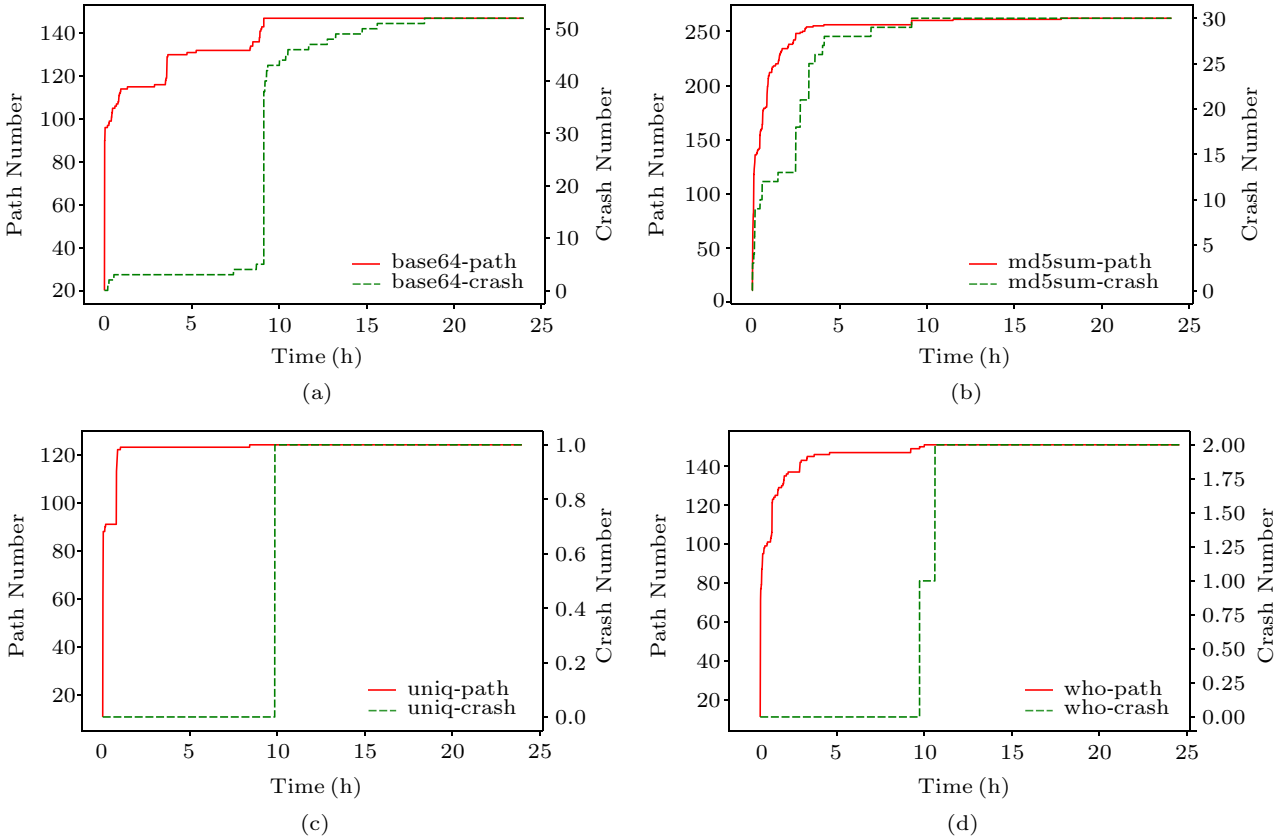 140
120
100
80
60
40
20
Path Number
50
40
30
20
10
0
Crash Number
base64-path
base64-crash
0 5 10 15 20 25
Time (h)
(a)
250
200
150
100
50
0
Path Number
30
25
20
15
10
5
0
Crash Number
md5sum-path
md5sum-crash
0 5 10 15 20 25
Time (h)
(b)
120
100
80
60
40
20
Path Number
1.0
0.8
0.6
0.4
0.2
0.0
Crash Number
uniq-path
uniq-crash
0 5 10 15 20 25
Time (h)
(c)
140
120
100
80
60
40
20
Path Number
2.00
1.75
1.50
1.25
1.00
0.75
0.50
0.25
0.00
Crash Number
who-path
who-crash
0 5 10 15 20 25
Time (h)
(d)